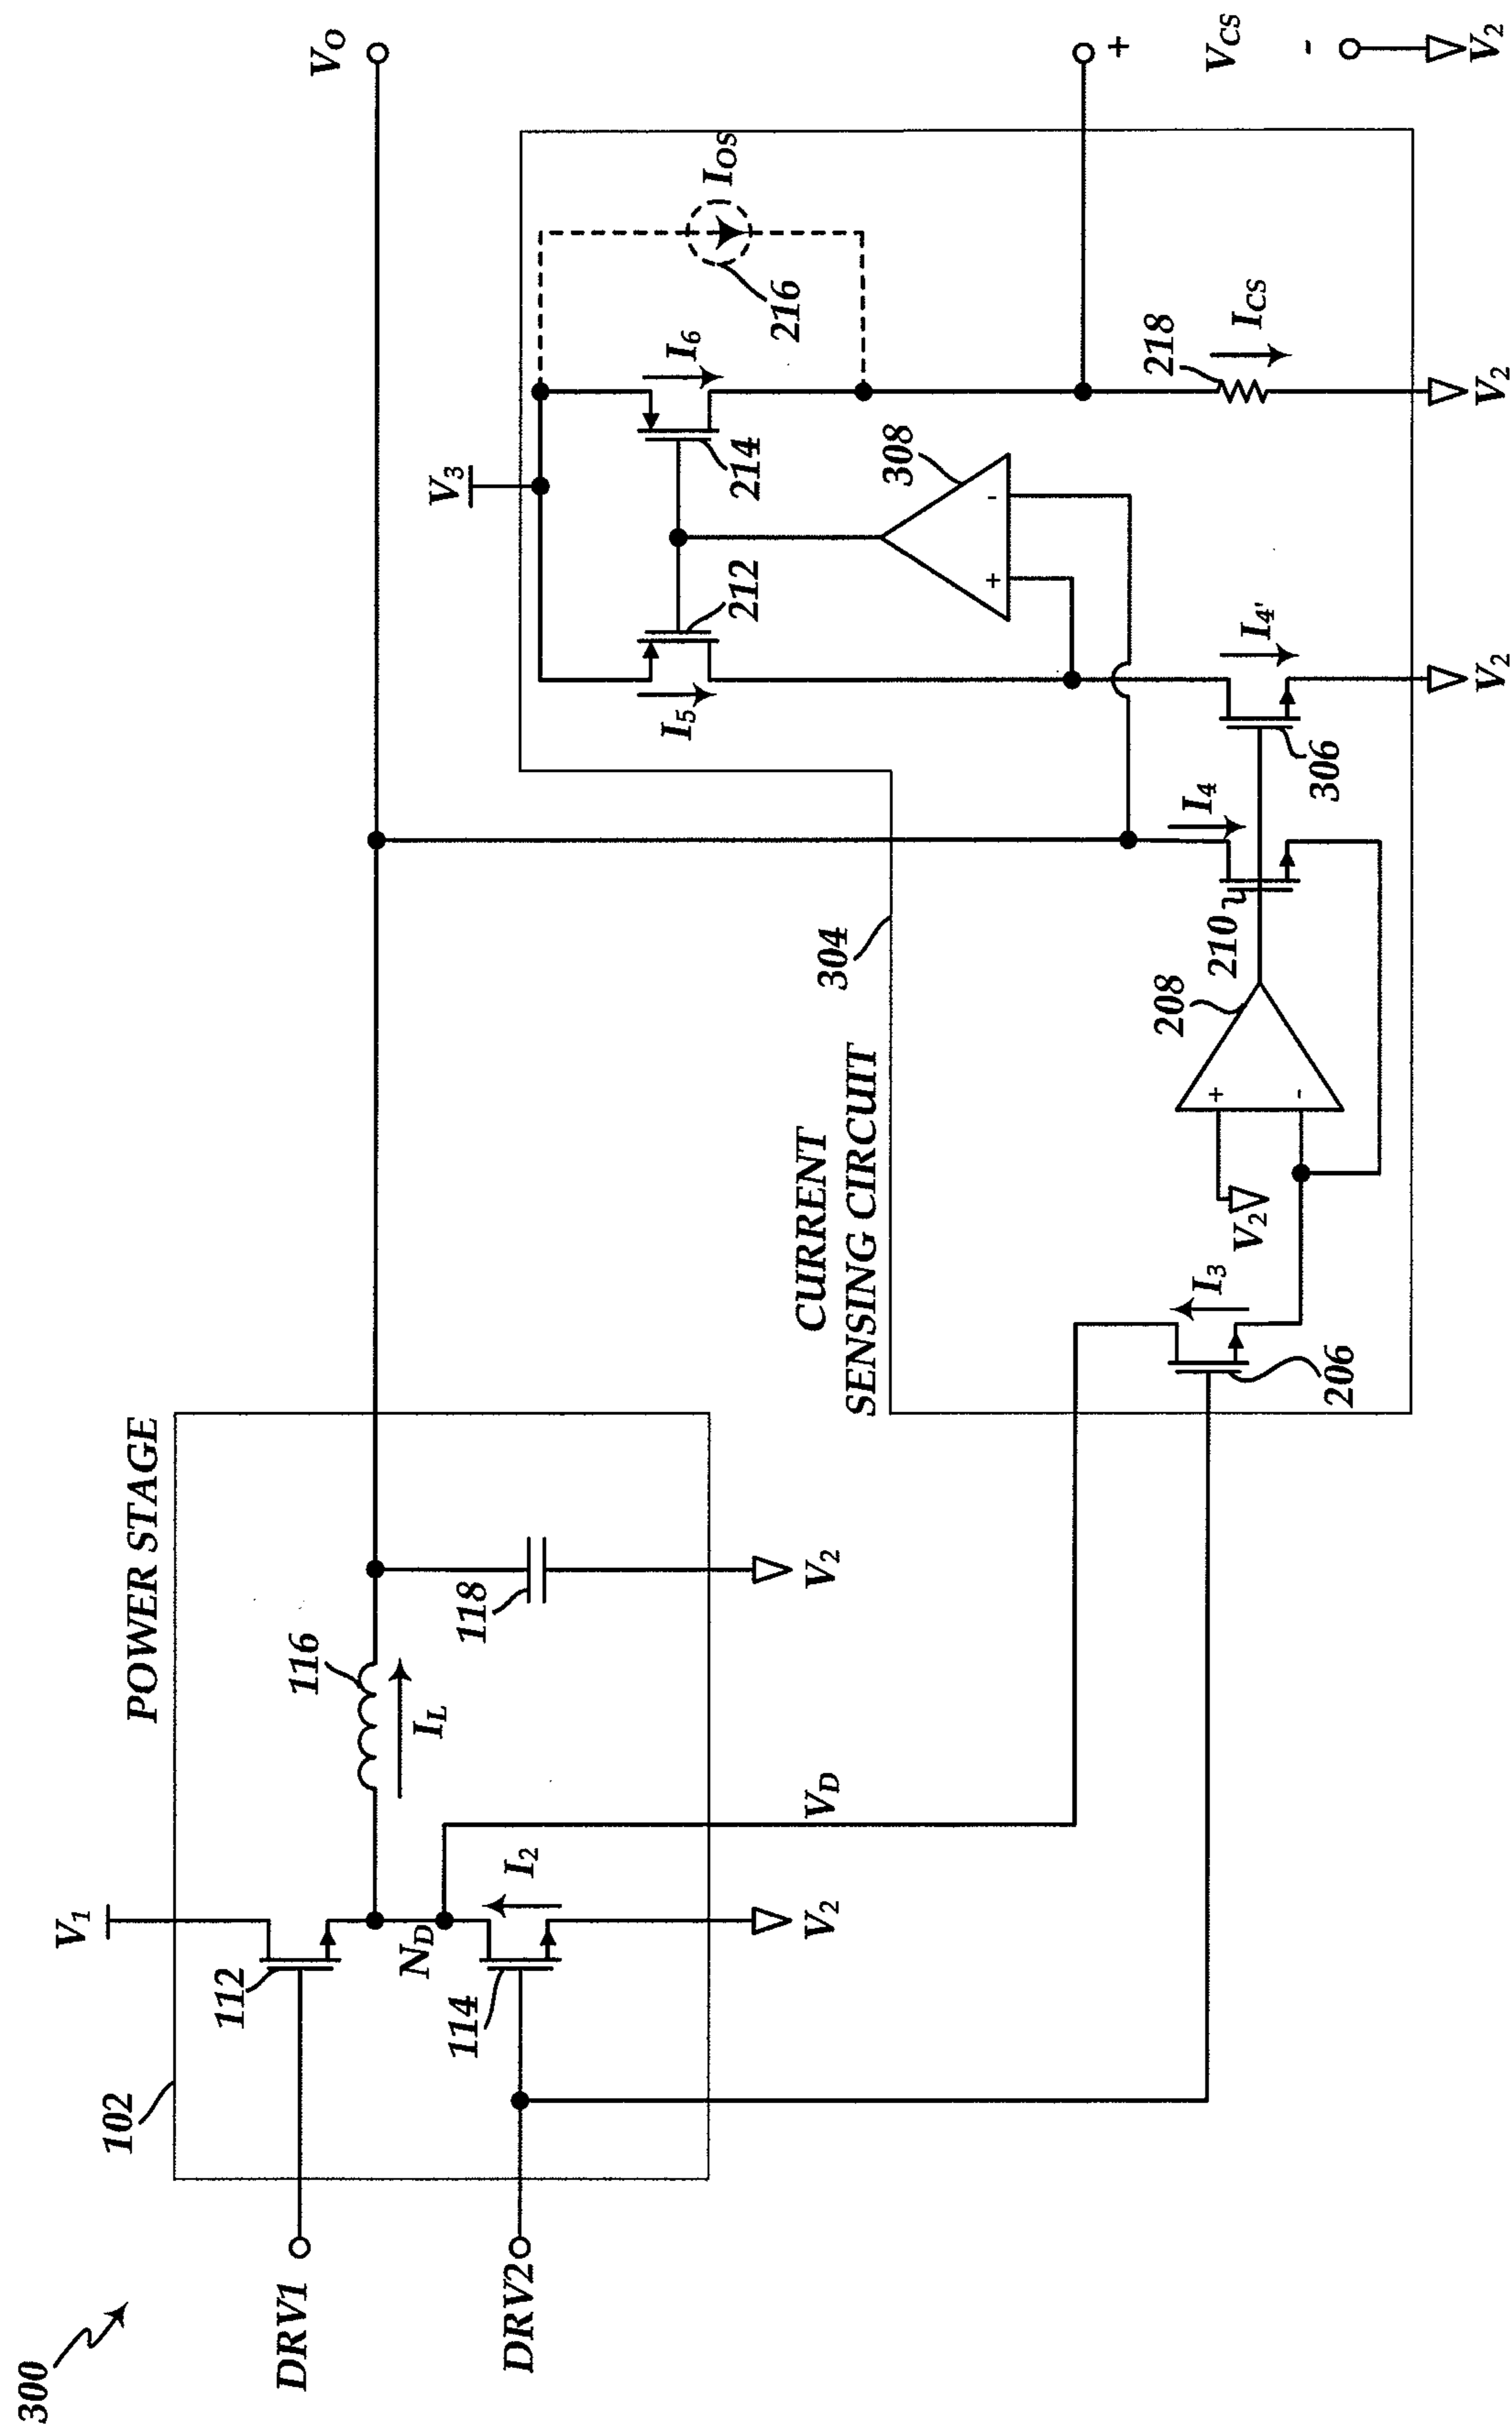 300
DRV1
DRV2
102
POWER STAGE
V1
112
ND
114
I2
V2
116
IL
118
V2
VD
VO
CURRENT
SENSING CIRCUIT
304
206
I3
V2
+
-
208
210
I4
306
I4'
V2
I5
212
V3
214
I6
216
IOS
308
+
-
218
ICS
V2
+
VCS
-
V2